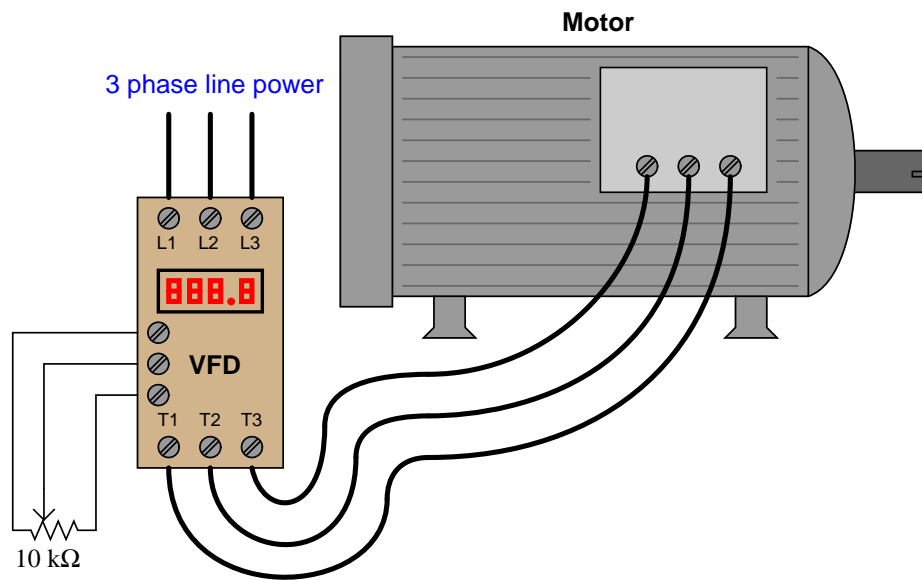 Motor
3 phase line power
L1 L2 L3
888.8
VFD
T1 T2 T3
10 kΩ